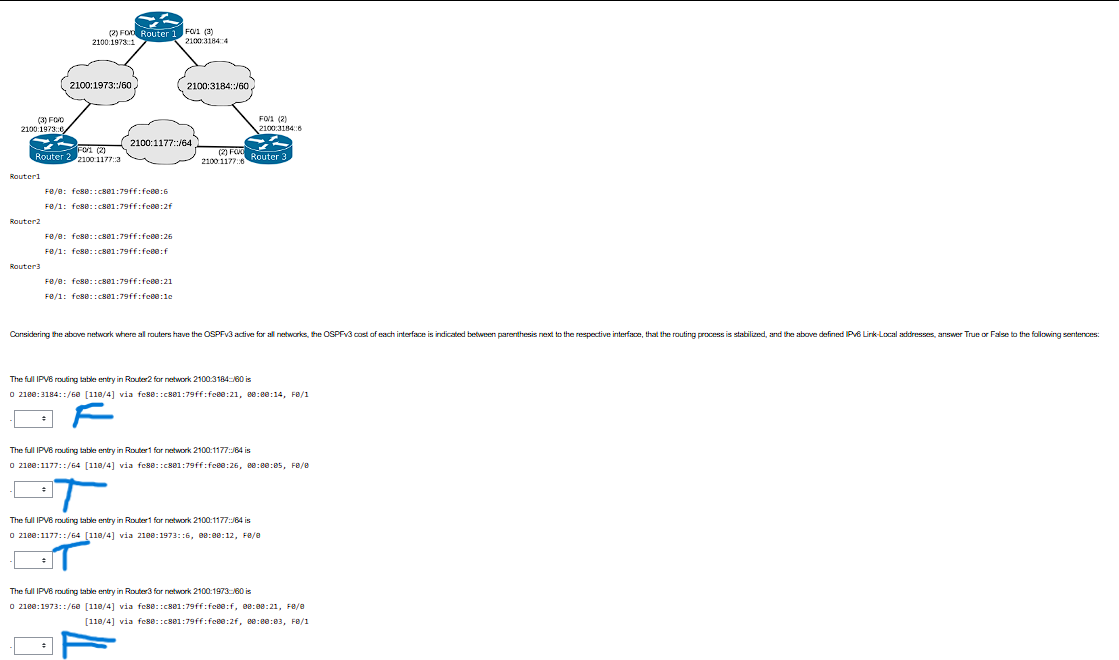 (2) F0/0 Router 1 F0/1 (3)
2100:1973::1 2100:3184::4
2100:1973::/60 2100:3184::/60
(3) F0/0 F0/1 (2)
2100:1973::6 2100:3184::6
2100:1177::/64
Router 2 F0/1 (2) (2) F0/0 Router 3
2100:1177::3 2100:1177::6
Router1
F0/0: fe80::c801:79ff:fe00:6
F0/1: fe80::c801:79ff:fe00:2f
Router2
F0/0: fe80::c801:79ff:fe00:26
F0/1: fe80::c801:79ff:fe00:f
Router3
F0/0: fe80::c801:79ff:fe00:21
F0/1: fe80::c801:79ff:fe00:1e
Considering the above network where all routers have the OSPFv3 active for all networks, the OSPFv3 cost of each interface is indicated between parenthesis next to the respective interface, that the routing process is stabilized, and the above defined IPv6 Link-Local addresses, answer True or False to the following sentences:
The full IPV6 routing table entry in Router2 for network 2100:3184::/60 is
O 2100:3184::/60 [110/4] via fe80::c801:79ff:fe00:21, 00:00:14, F0/1
F
The full IPV6 routing table entry in Router1 for network 2100:1177::/64 is
O 2100:1177::/64 [110/4] via fe80::c801:79ff:fe00:26, 00:00:05, F0/0
T
The full IPV6 routing table entry in Router1 for network 2100:1177::/64 is
O 2100:1177::/64 [110/4] via 2100:1973::6, 00:00:12, F0/0
T
The full IPV6 routing table entry in Router3 for network 2100:1973::/60 is
O 2100:1973::/60 [110/4] via fe80::c801:79ff:fe00:f, 00:00:21, F0/0
[110/4] via fe80::c801:79ff:fe00:2f, 00:00:03, F0/1
F